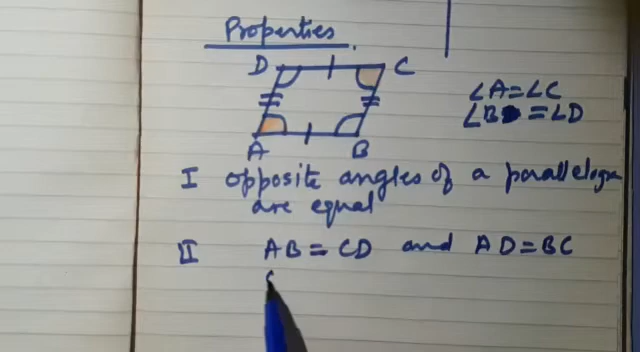 Properties.
D C
∠A=∠C
∠B=∠D
A B
I opposite angles of a parallelogram
are equal
II AB = CD and AD = BC